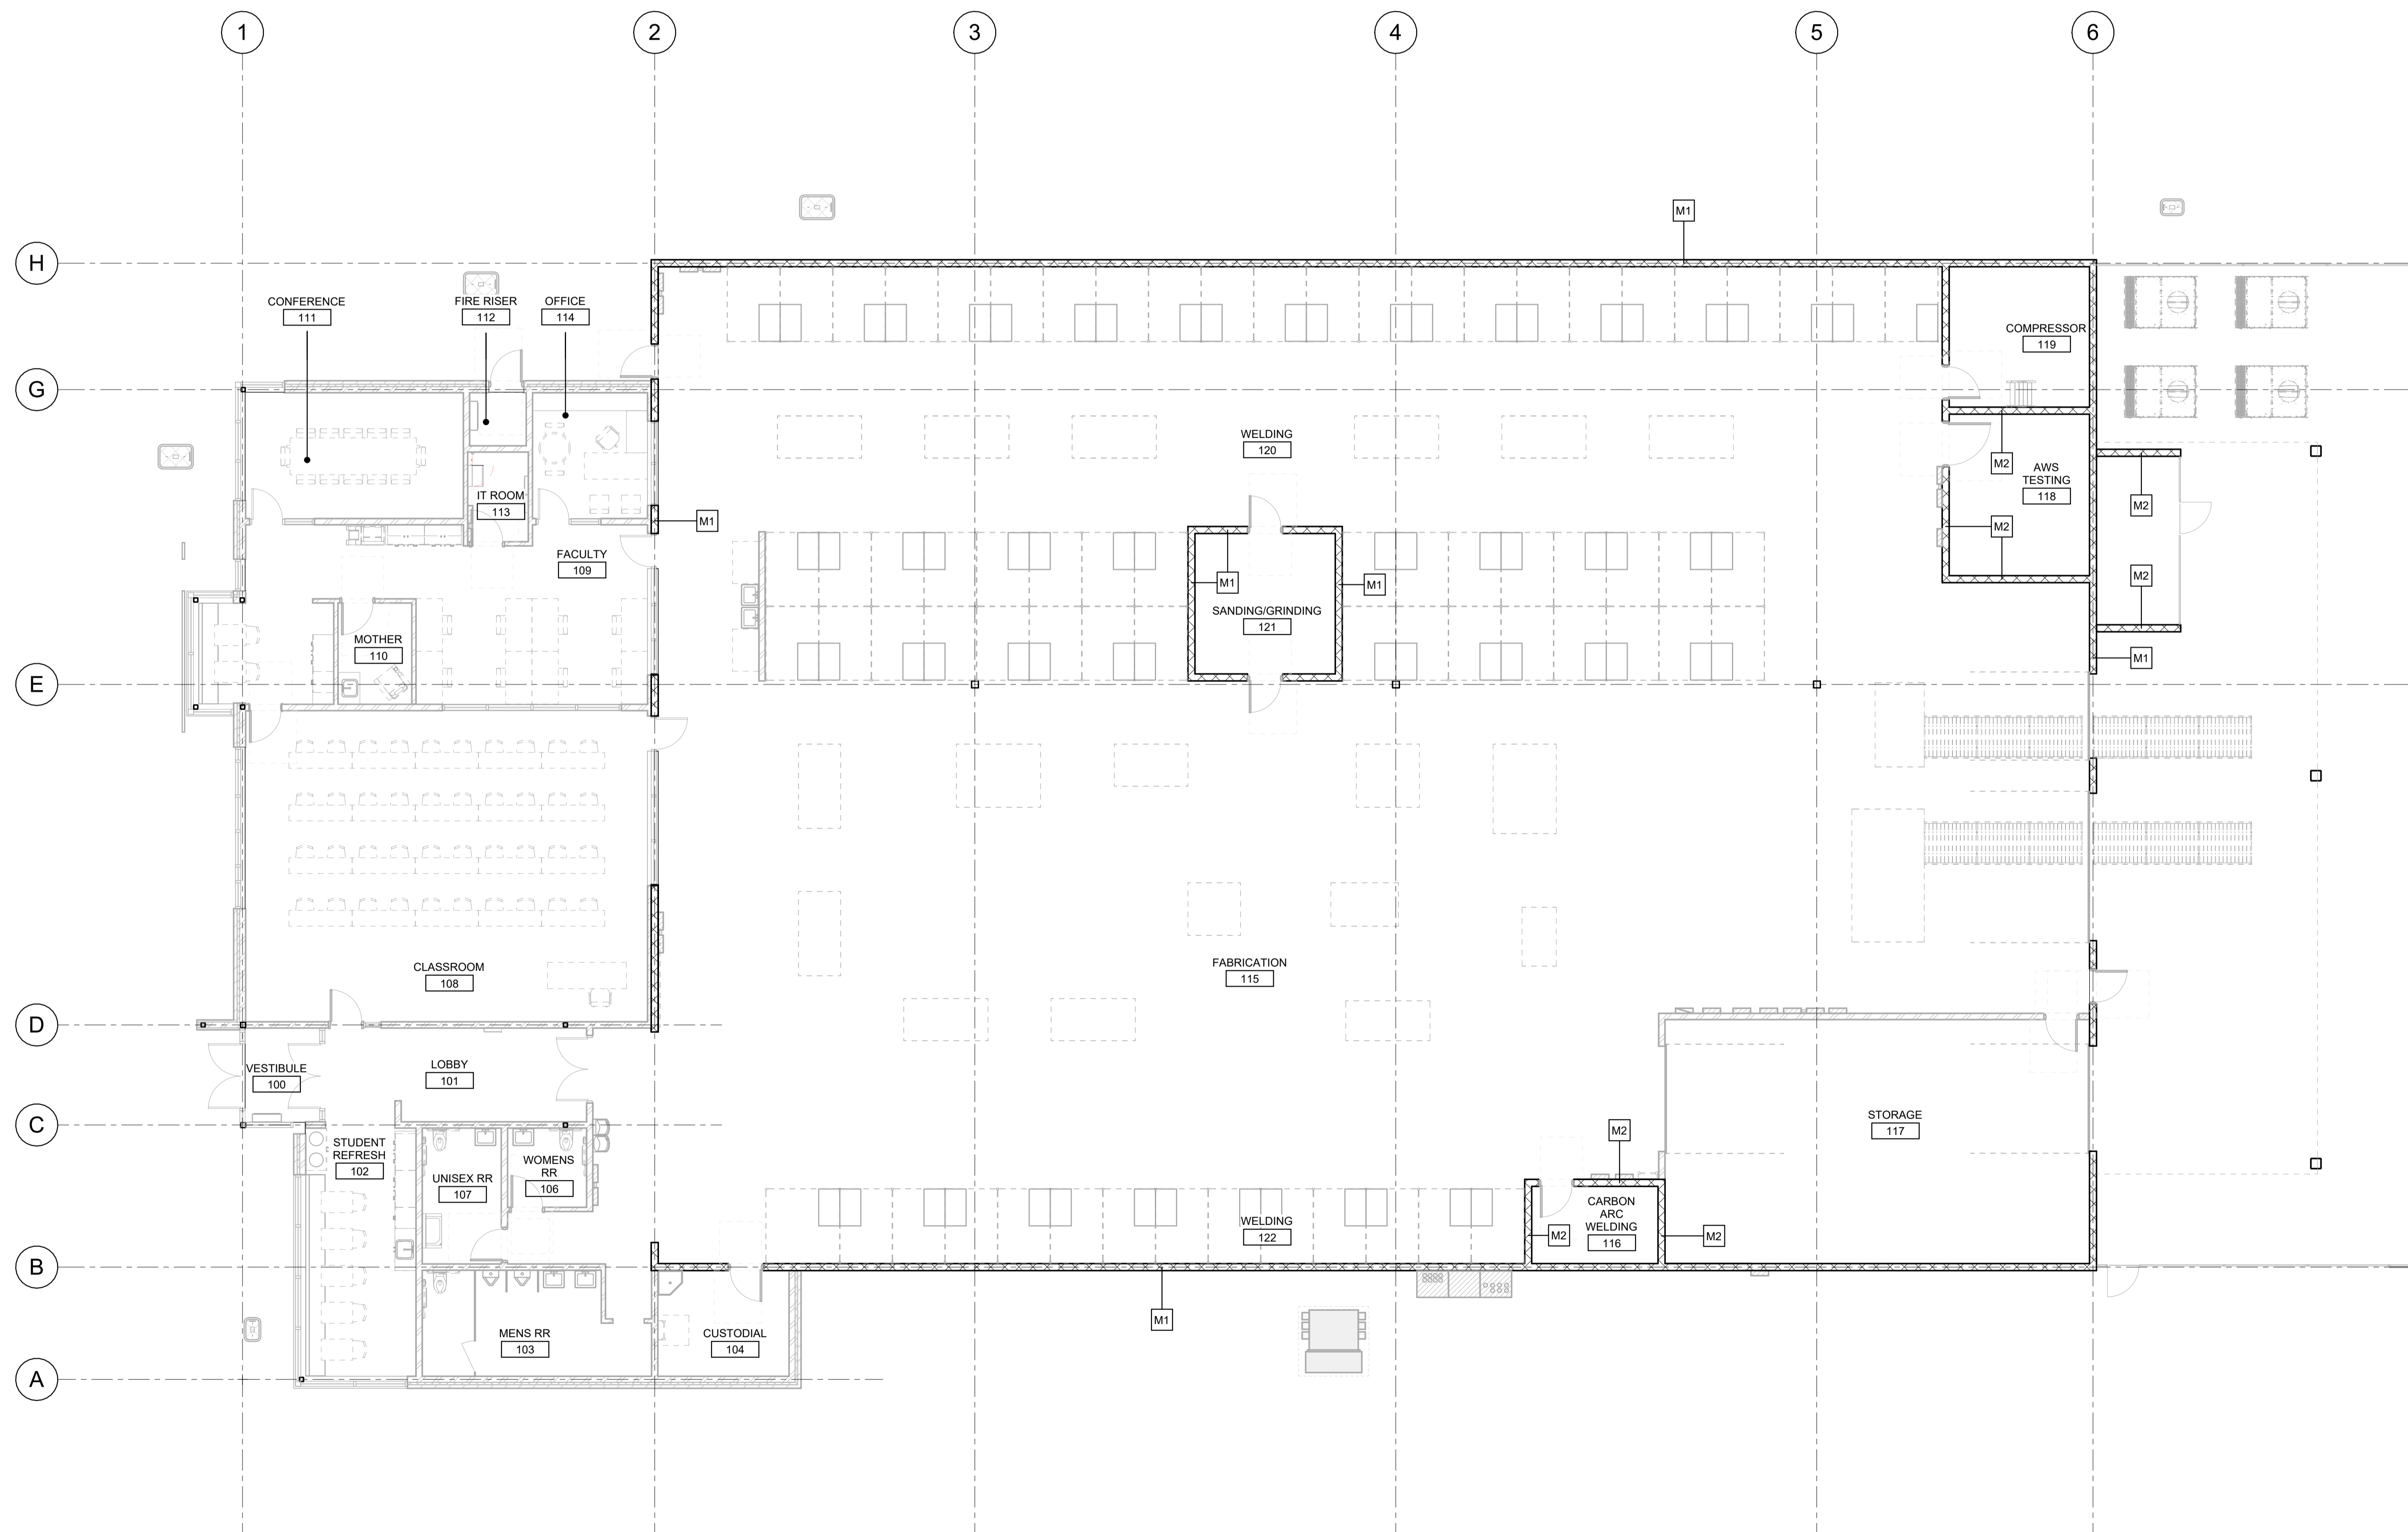 1
2
3
4
5
6
M1
H
CONFERENCE
111
FIRE RISER
112
OFFICE
114
COMPRESSOR
119
G
WELDING
120
M2
AWS
TESTING
118
M2
IT ROOM
113
M1
M2
FACULTY
109
M1
M1
M2
SANDING/GRINDING
121
MOTHER
110
M1
E
CLASSROOM
108
FABRICATION
115
D
VESTIBULE
100
LOBBY
101
C
STORAGE
117
M2
STUDENT
REFRESH
102
WOMENS
RR
106
UNISEX RR
107
CARBON
ARC
WELDING
116
WELDING
122
M2
M2
B
M1
MENS RR
103
CUSTODIAL
104
A